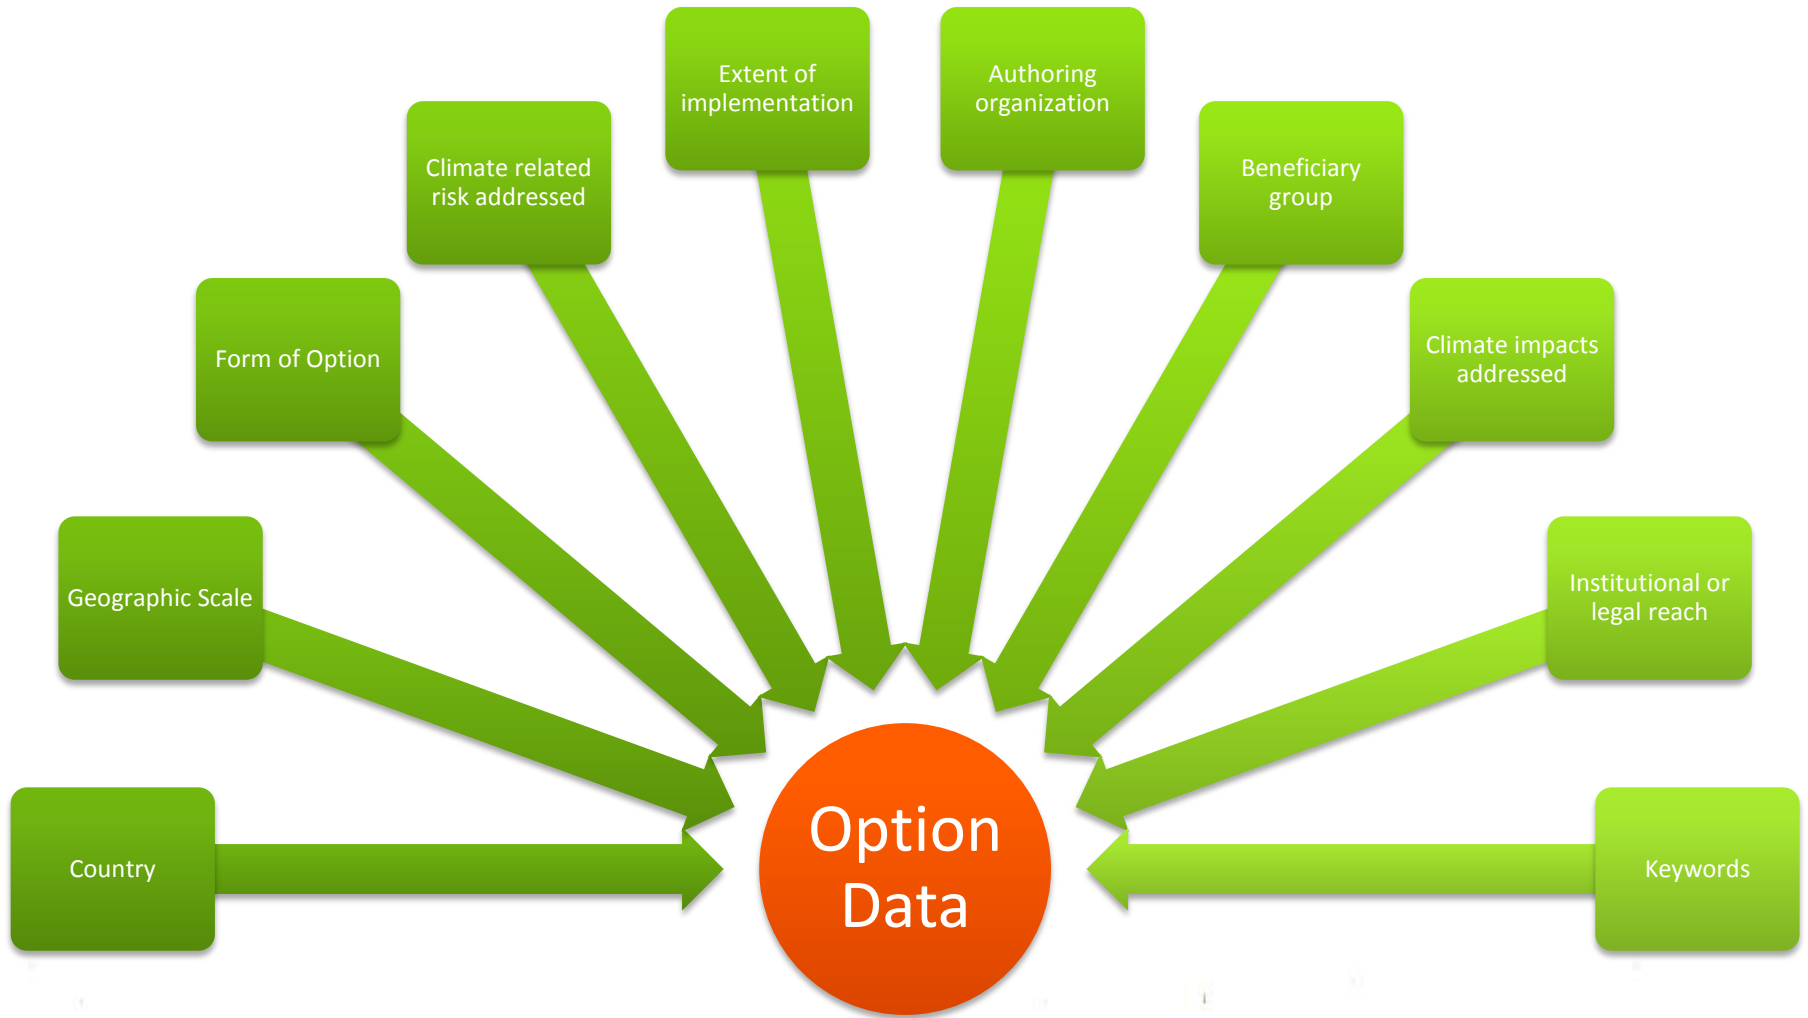 Extent of
implementation
Authoring
organization
Climate related
risk addressed
Beneficiary
group
Form of Option
Climate impacts
addressed
Geographic Scale
Institutional or
legal reach
Country
Option
Data
Keywords